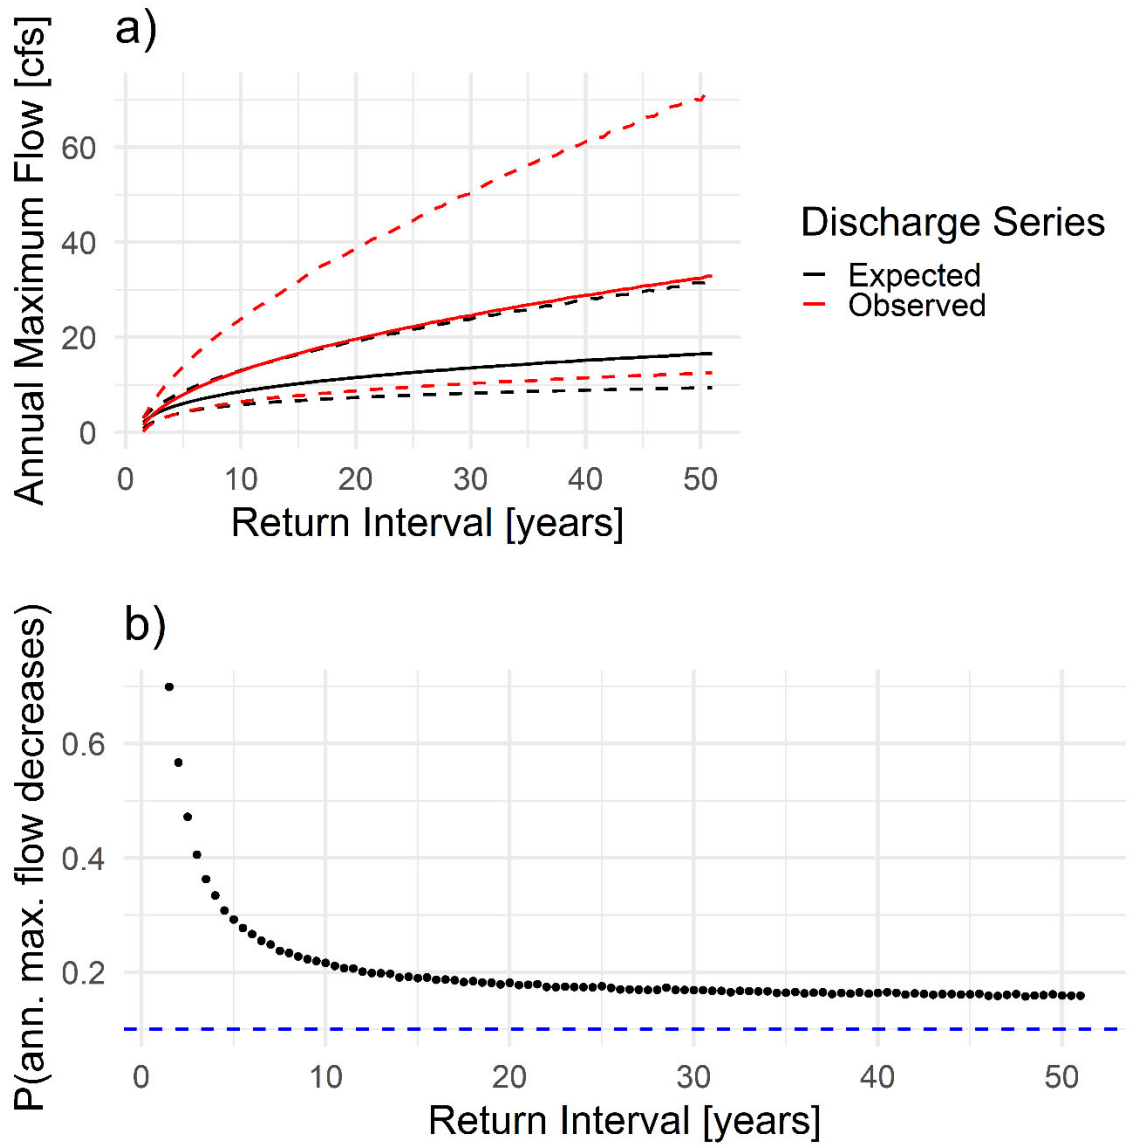 a)
Annual Maximum Flow [cfs]
60
40
20
0
0 10 20 30 40 50
Return Interval [years]
Discharge Series
Expected
Observed
b)
P(ann. max. flow decreases)
0.6
0.4
0.2
0 10 20 30 40 50
Return Interval [years]